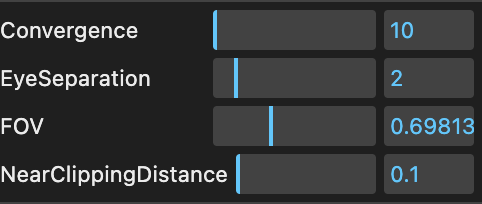 Convergence 10
EyeSeparation 2
FOV 0.69813
NearClippingDistance 0.1